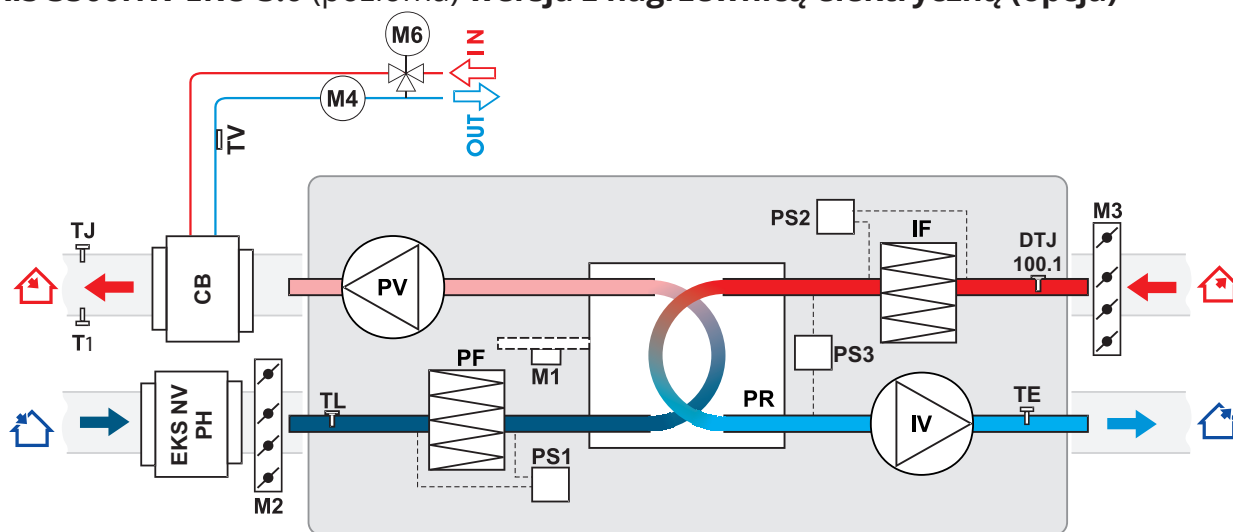 (pozioma) wersja z nagrzewnicą elektryczną (opcja)
M6
IN
M4
OUT
TV
TJ
CB
T1
PV
PS2
IF
DTJ
100.1
M3
PS3
M1
PF
TL
EKS NV
PH
M2
PS1
PR
IV
TE